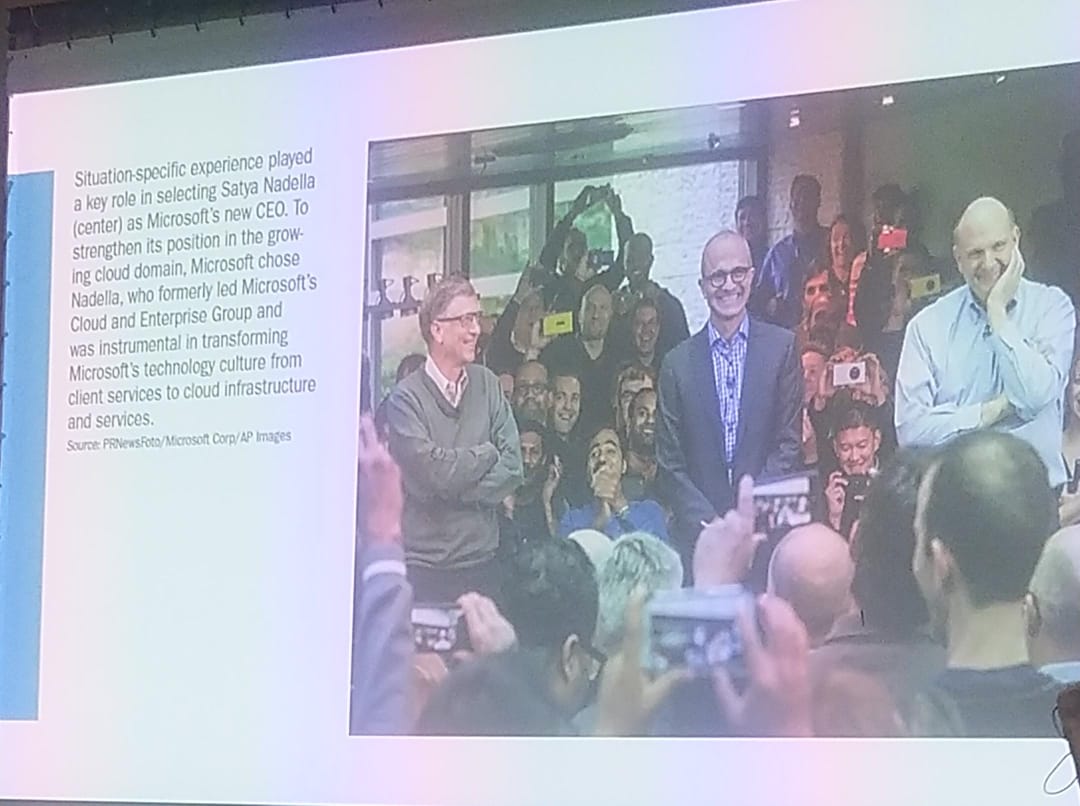 Situation-specific experience played
a key role in selecting Satya Nadella
(center) as Microsoft's new CEO. To
strengthen its position in the grow-
ing cloud domain, Microsoft chose
Nadella, who formerly led Microsoft's
Cloud and Enterprise Group and
was instrumental in transforming
Microsoft's technology culture from
client services to cloud infrastructure
and services.
Source: PRNewsFoto/Microsoft Corp/AP Images